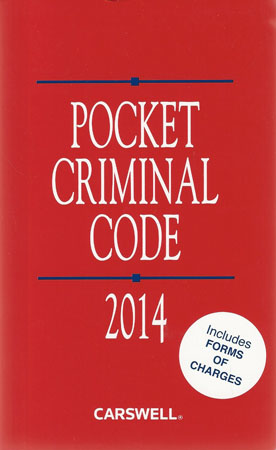 POCKET
CRIMINAL
CODE
2014
Includes
FORMS
OF
CHARGES
CARSWELL®